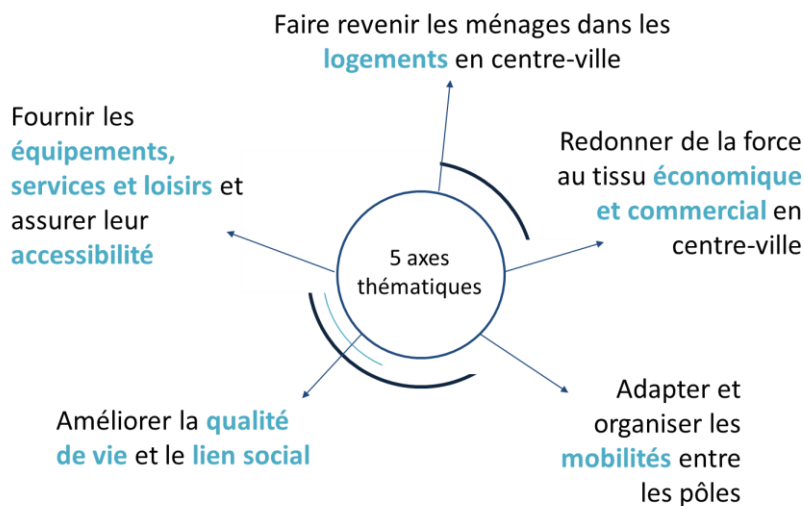 Faire revenir les ménages dans les
logements en centre-ville
Fournir les
équipements,
services et loisirs et
assurer leur
accessibilité
Redonner de la force
au tissu économique
et commercial en
centre-ville
5 axes
thématiques
Améliorer la qualité
de vie et le lien social
Adapter et
organiser les
mobilités entre
les pôles